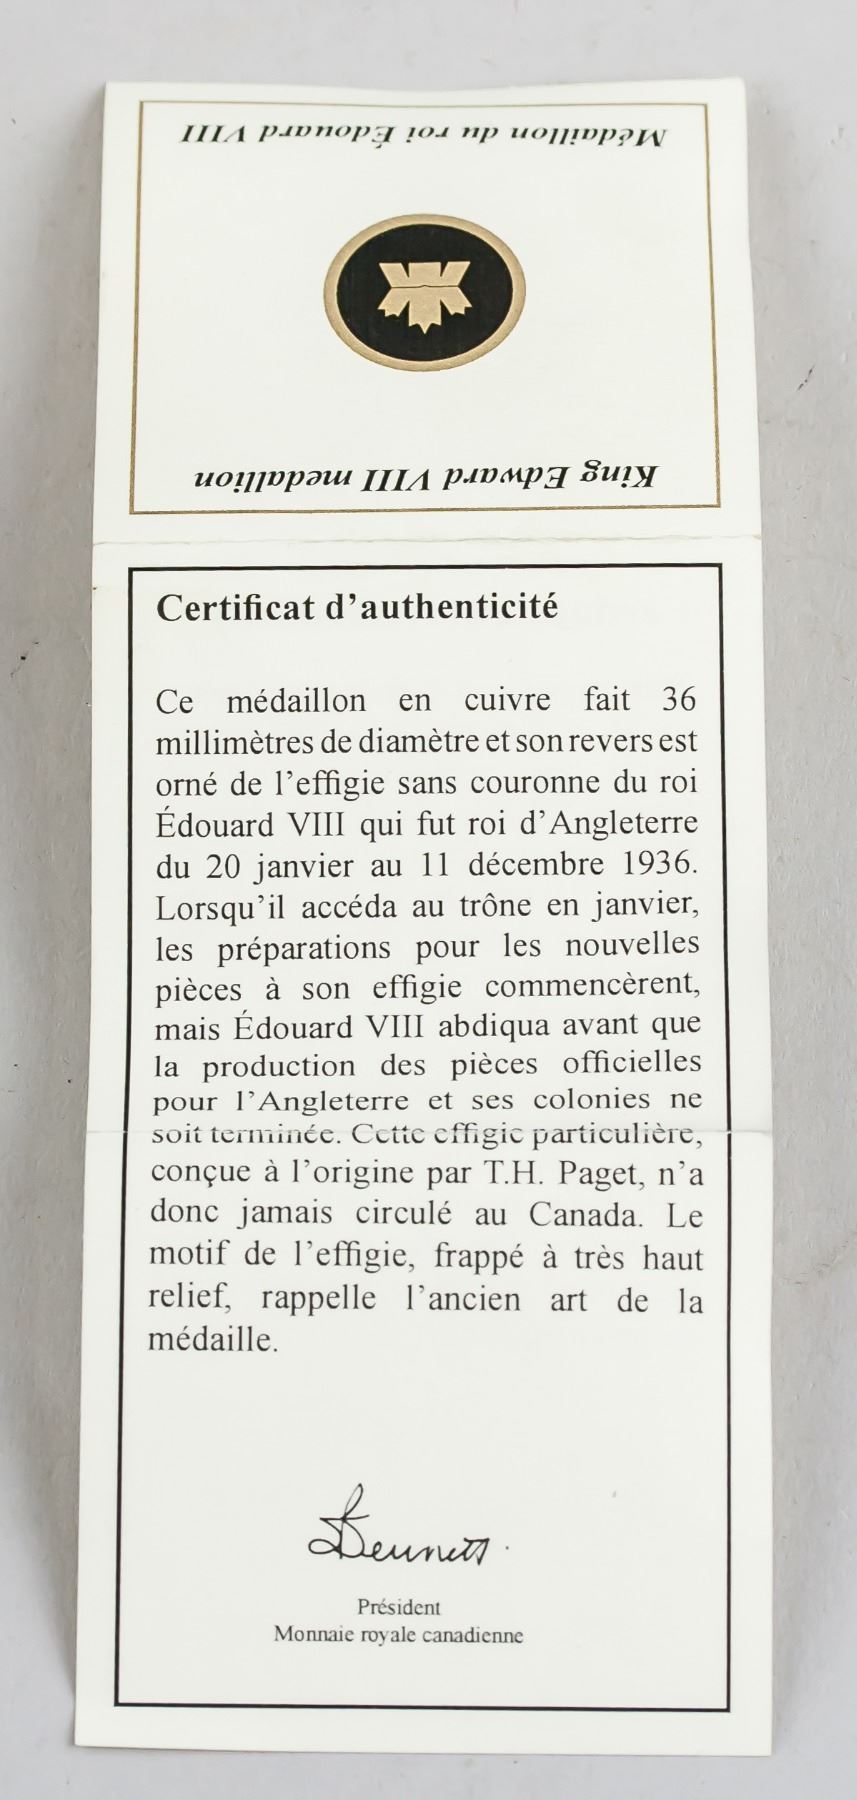 Médaillon du roi Édouard VIII
King Edward VIII medallion
Certificat d'authenticité
Ce médaillon en cuivre fait 36
millimètres de diamètre et son revers est
orné de l'effigie sans couronne du roi
Édouard VIII qui fut roi d'Angleterre
du 20 janvier au 11 décembre 1936.
Lorsqu'il accéda au trône en janvier,
les préparations pour les nouvelles
pièces à son effigie commencèrent,
mais Édouard VIII abdiqua avant que
la production des pièces officielles
pour l'Angleterre et ses colonies ne
soit terminée. Cette effigie particulière,
conçue à l'origine par T.H. Paget, n'a
donc jamais circulé au Canada. Le
motif de l'effigie, frappé à très haut
relief, rappelle l'ancien art de la
médaille.
Bennett
Président
Monnaie royale canadienne